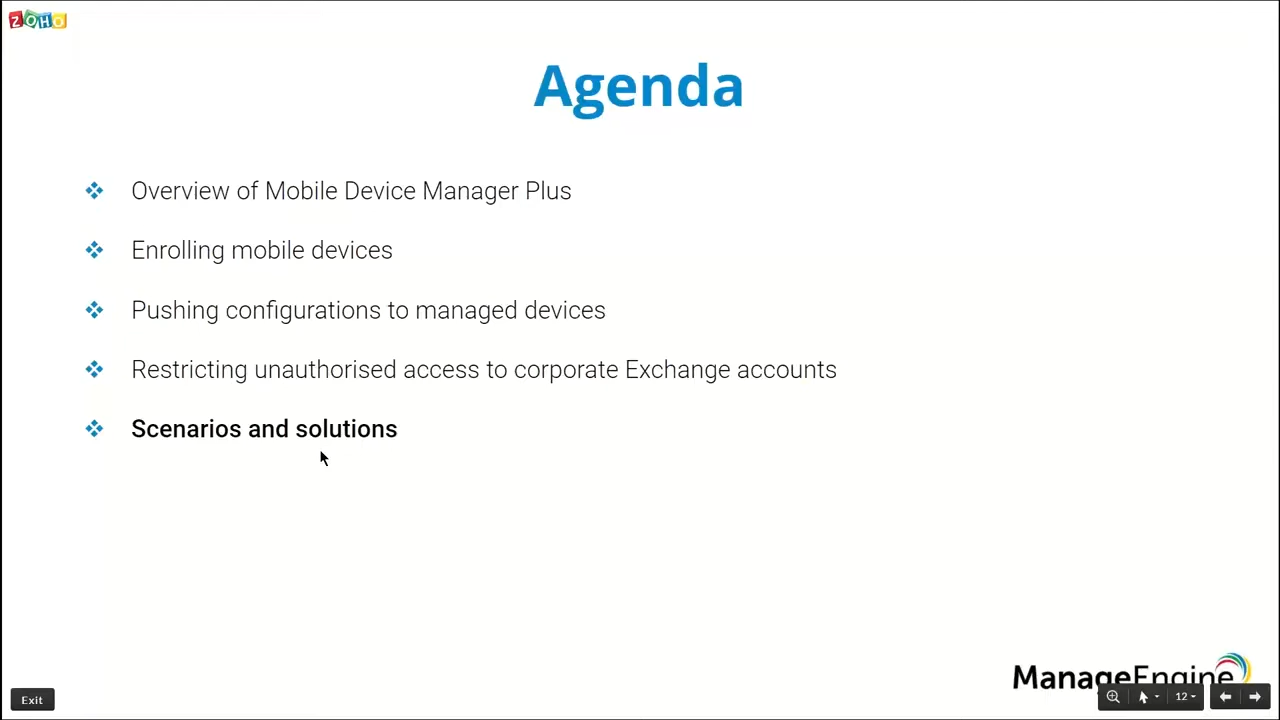 ZOHO
Agenda
Overview of Mobile Device Manager Plus
Enrolling mobile devices
Pushing configurations to managed devices
Restricting unauthorised access to corporate Exchange accounts
Scenarios and solutions
ManageEngine
Exit
12